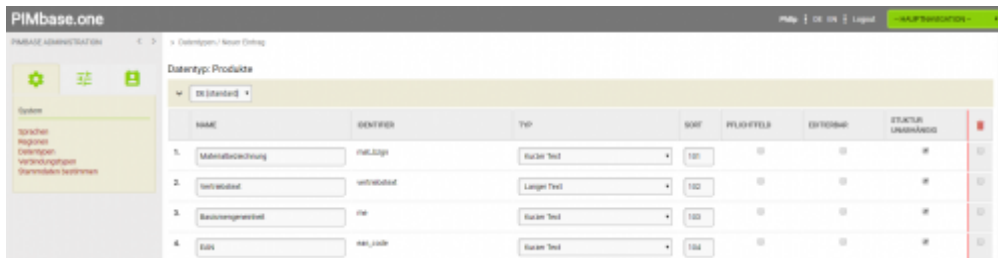 PIMbase.one
Philip DE EN Logout -HAUPTNAVIGATION-
PIMBASE ADMINISTRATION < >
> Datentypen / Neuer Eintrag
Datentyp: Produkte
DE (standard)
System
Sprachen
Regionen
Datentypen
Verbindungstypen
Stammdaten bestimmen
NAME IDENTIFIER TYP SORT PFLICHTFELD EDITIERBAR STUKTUR UNABHÄNGIG
1. Materialbezeichnung Kurzer Text 101
2. Vertriebstext vertriebstext Langer Text 102
3. Basismengeneinheit me Kurzer Text 103
4. EAN ean_code Kurzer Text 104